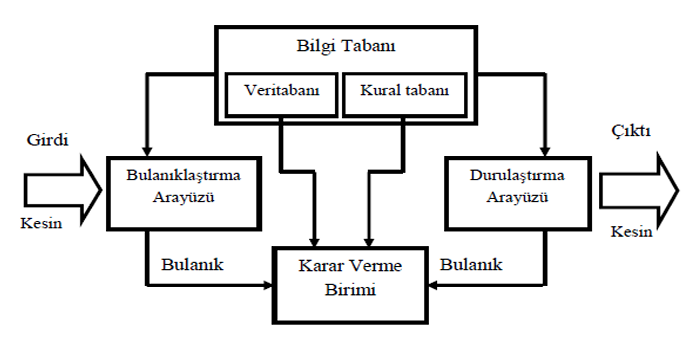 Bilgi Tabanı
Veritabanı
Kural tabanı
Girdi
Kesin
Bulanıklaştırma
Arayüzü
Durulaştırma
Arayüzü
Çıktı
Kesin
Bulanık
Karar Verme
Birimi
Bulanık